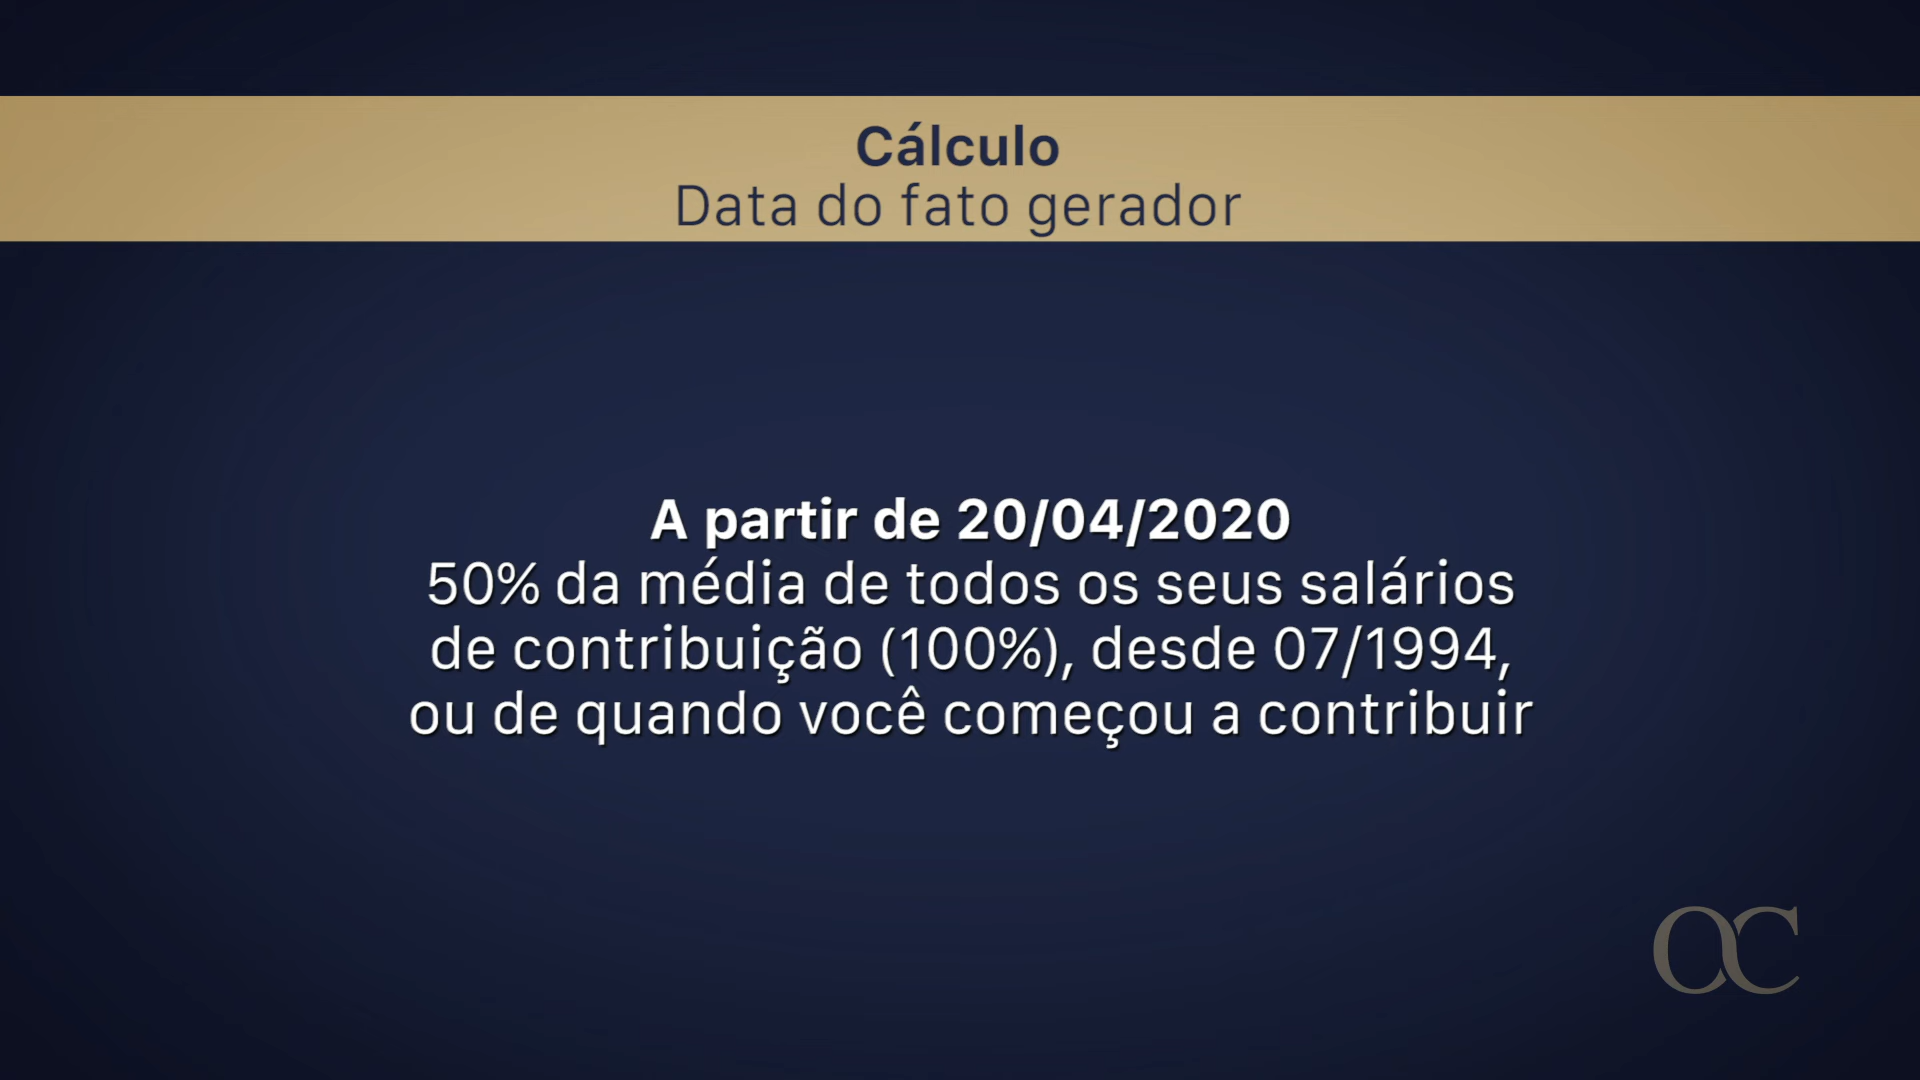 Cálculo
Data do fato gerador
A partir de 20/04/2020
50% da média de todos os seus salários
de contribuição (100%), desde 07/1994,
ou de quando você começou a contribuir
OC